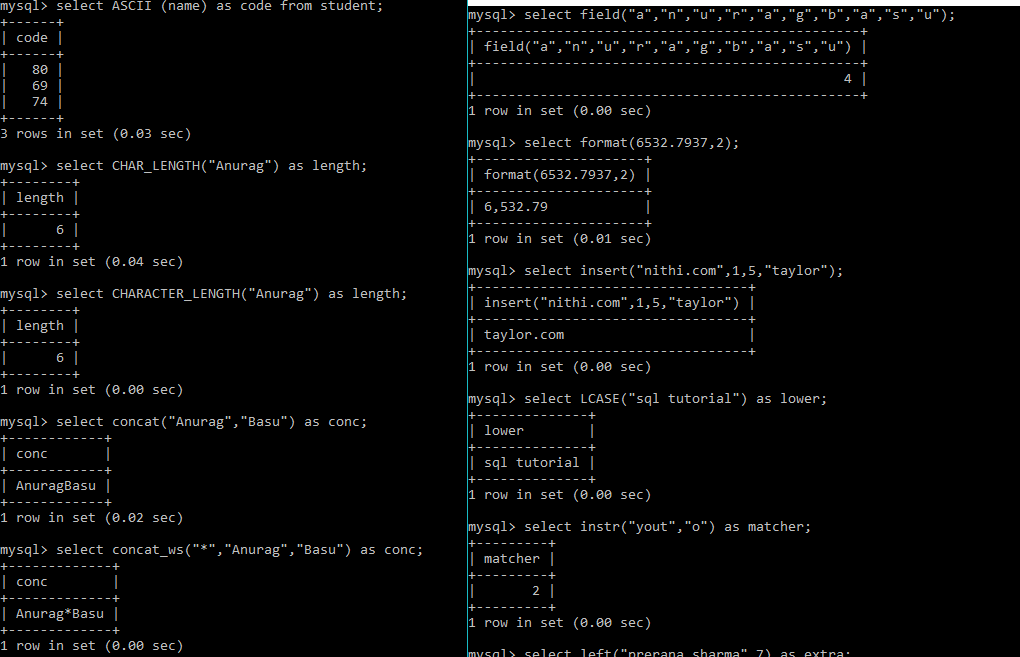 mysql> select ASCII (name) as code from student;
+------+
| code |
+------+
|   80 |
|   69 |
|   74 |
+------+
3 rows in set (0.03 sec)
mysql> select CHAR_LENGTH("Anurag") as length;
+--------+
| length |
+--------+
|      6 |
+--------+
1 row in set (0.04 sec)
mysql> select CHARACTER_LENGTH("Anurag") as length;
+--------+
| length |
+--------+
|      6 |
+--------+
1 row in set (0.00 sec)
mysql> select concat("Anurag","Basu") as conc;
+------------+
| conc       |
+------------+
| AnuragBasu |
+------------+
1 row in set (0.02 sec)
mysql> select concat_ws("*","Anurag","Basu") as conc;
+-------------+
| conc        |
+-------------+
| Anurag*Basu |
+-------------+
1 row in set (0.00 sec)
mysql> select field("a","n","u","r","a","g","b","a","s","u");
+------------------------------------------------+
| field("a","n","u","r","a","g","b","a","s","u") |
+------------------------------------------------+
|                                              4 |
+------------------------------------------------+
1 row in set (0.00 sec)
mysql> select format(6532.7937,2);
+---------------------+
| format(6532.7937,2) |
+---------------------+
| 6,532.79            |
+---------------------+
1 row in set (0.01 sec)
mysql> select insert("nithi.com",1,5,"taylor");
+----------------------------------+
| insert("nithi.com",1,5,"taylor") |
+----------------------------------+
| taylor.com                       |
+----------------------------------+
1 row in set (0.00 sec)
mysql> select LCASE("sql tutorial") as lower;
+--------------+
| lower        |
+--------------+
| sql tutorial |
+--------------+
1 row in set (0.00 sec)
mysql> select instr("yout","o") as matcher;
+---------+
| matcher |
+---------+
|       2 |
+---------+
1 row in set (0.00 sec)
mysql> select left("prerana sharma",7) as extra;